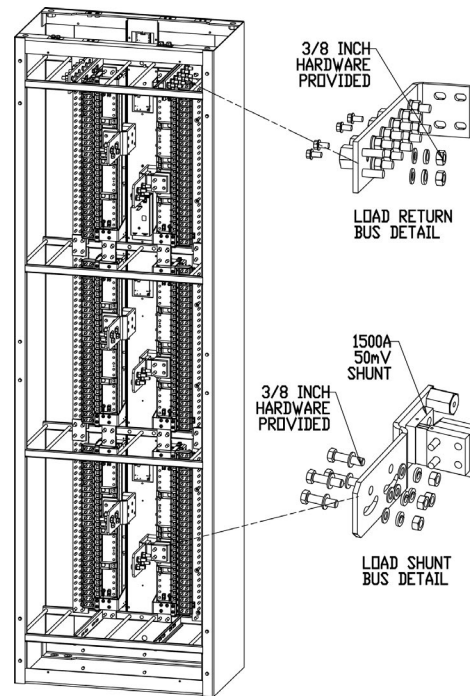 3/8 INCH
HARDWARE
PROVIDED
LOAD RETURN
BUS DETAIL
1500A
50mV
SHUNT
3/8 INCH
HARDWARE
PROVIDED
LOAD SHUNT
BUS DETAIL